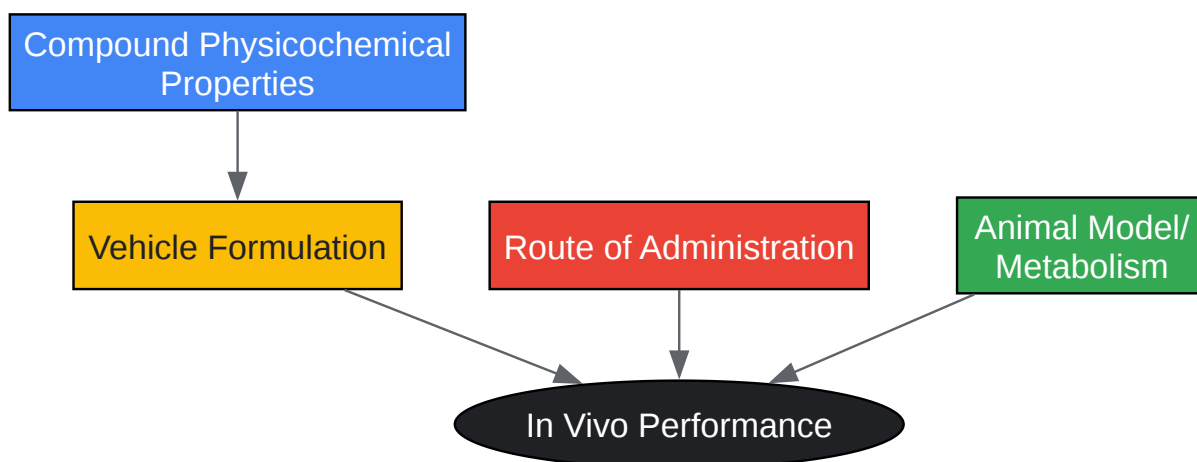 Compound Physicochemical
Properties
Vehicle Formulation
Route of Administration
Animal Model/
Metabolism
In Vivo Performance